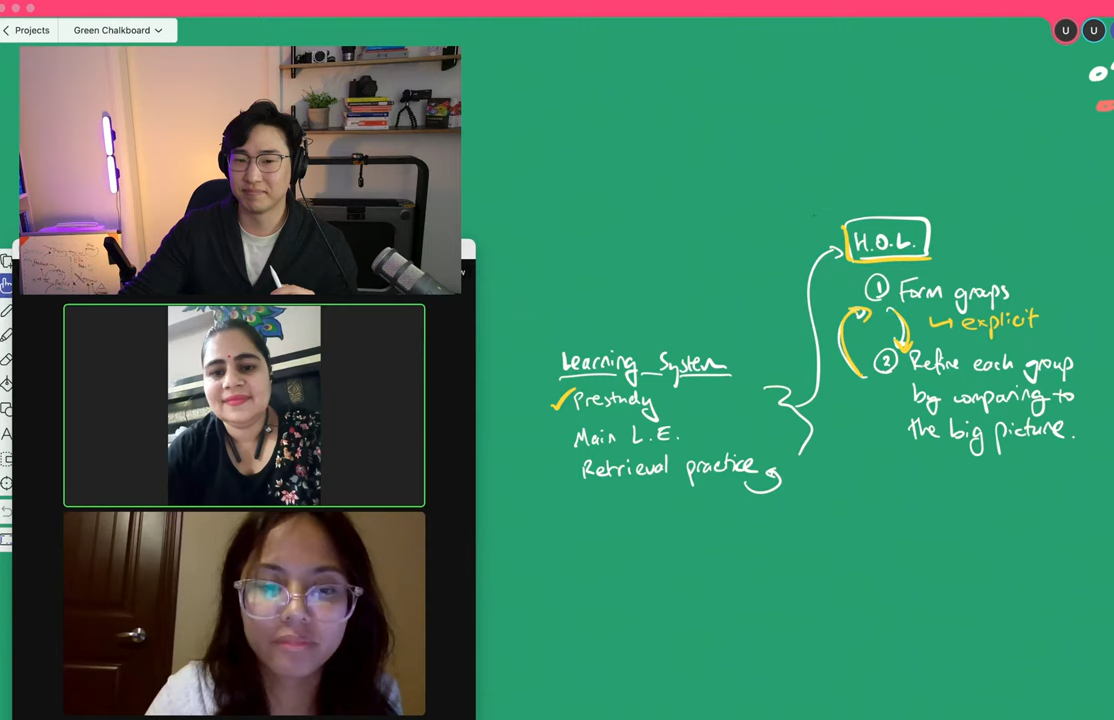 Projects
Green Chalkboard
U
U
H.O.L.
① Form groups
↳ explicit
② Refine each group
by comparing to
the big picture.
Learning System
✓ Prestudy
Main L.E.
Retrieval practice